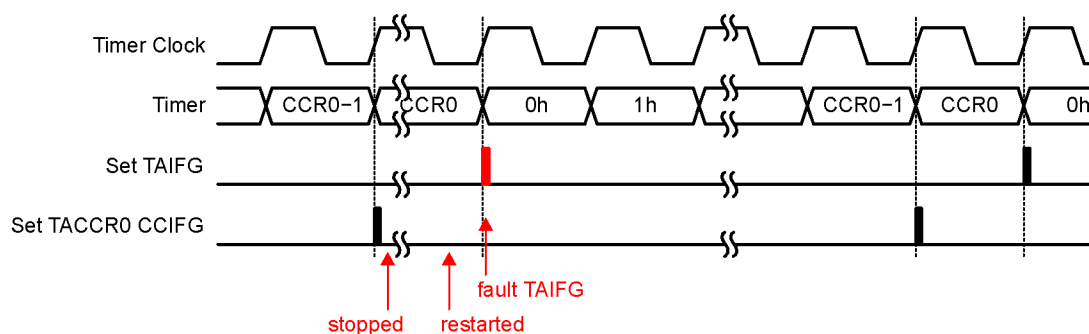 Timer Clock
Timer CCR0−1 CCR0 0h 1h CCR0−1 CCR0 0h
Set TAIFG
Set TACCR0 CCIFG
fault TAIFG
stopped restarted